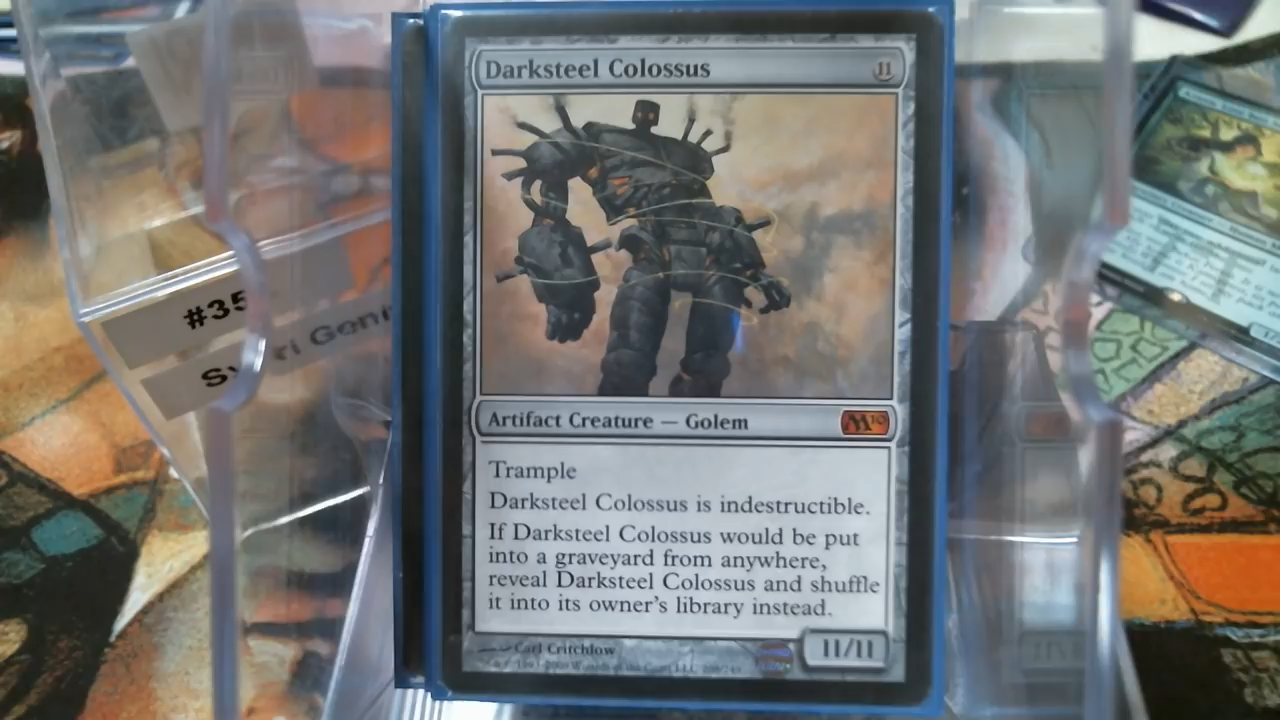 Darksteel Colossus
11
Artifact Creature — Golem
M10
Trample
Darksteel Colossus is indestructible.
If Darksteel Colossus would be put
into a graveyard from anywhere,
reveal Darksteel Colossus and shuffle
it into its owner's library instead.
Carl Critchlow
11/11
#35